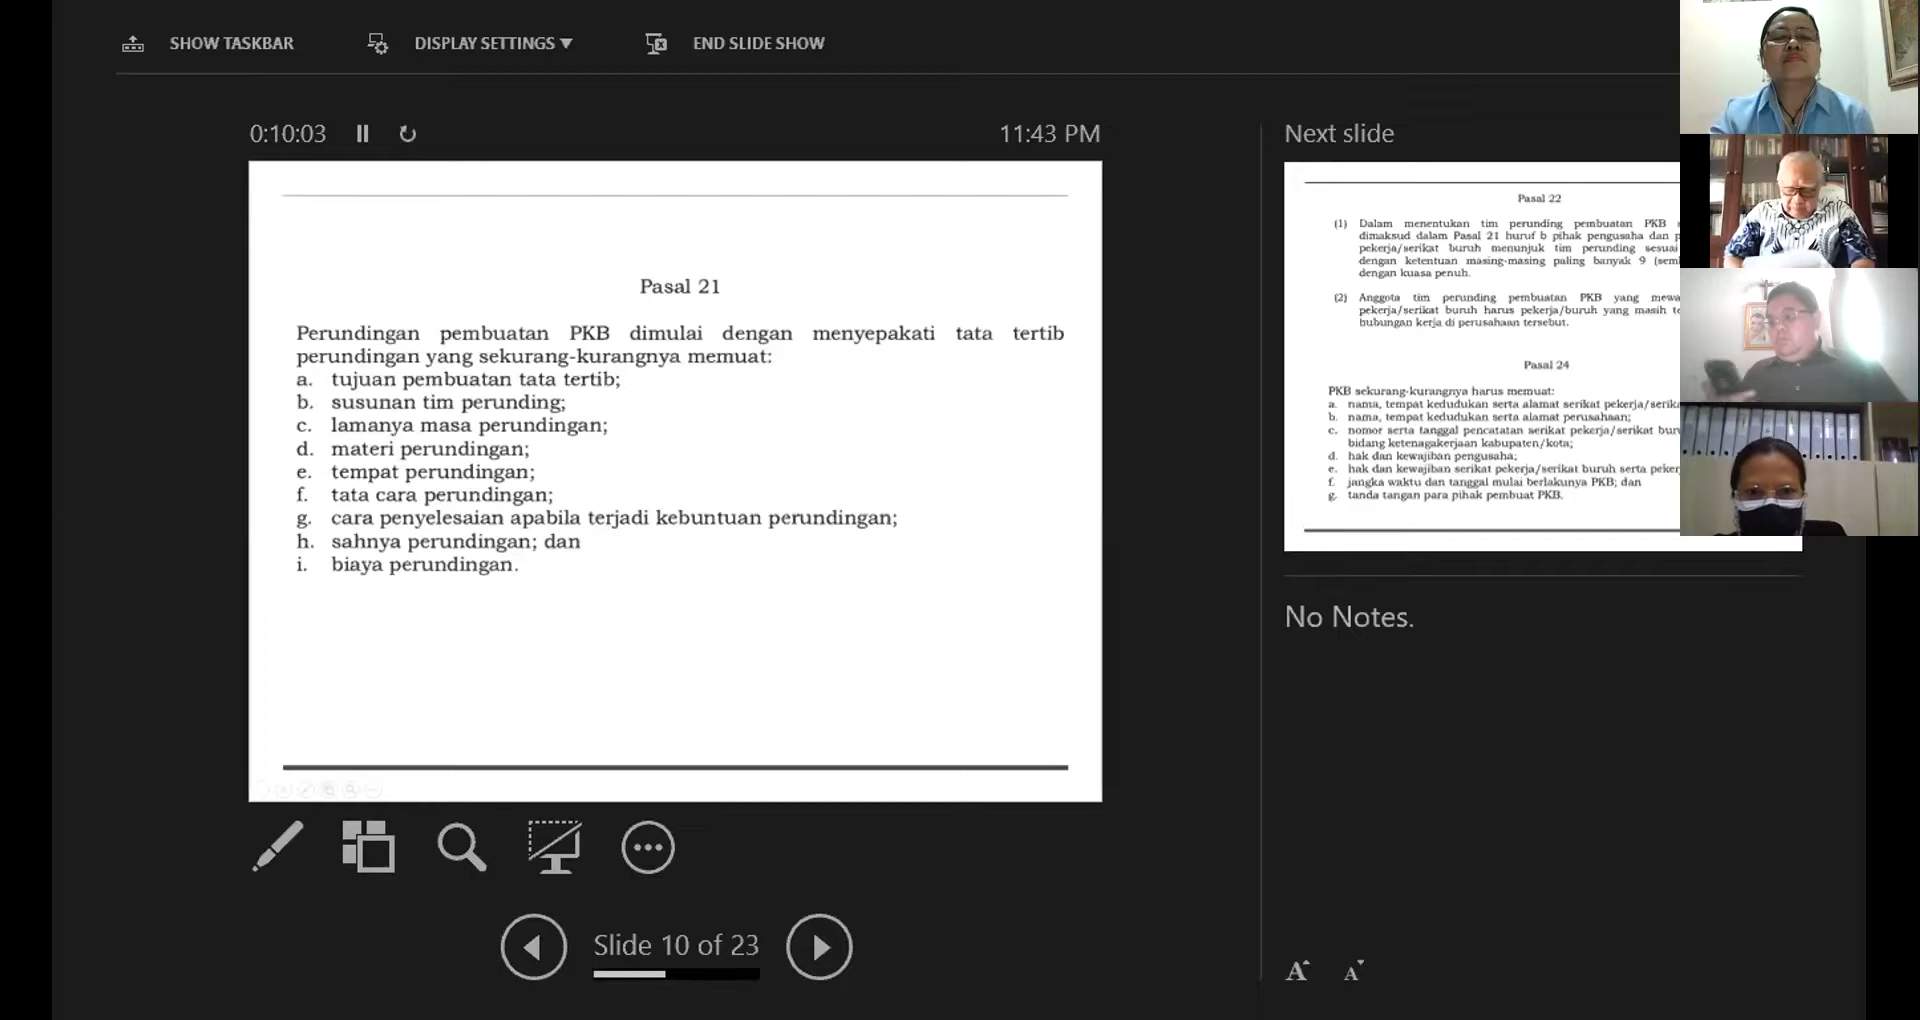 SHOW TASKBAR
DISPLAY SETTINGS ▼
END SLIDE SHOW
0:10:03
11:43 PM
Pasal 21
Perundingan pembuatan PKB dimulai dengan menyepakati tata tertib
perundingan yang sekurang-kurangnya memuat:
a. tujuan pembuatan tata tertib;
b. susunan tim perunding;
c. lamanya masa perundingan;
d. materi perundingan;
e. tempat perundingan;
f. tata cara perundingan;
g. cara penyelesaian apabila terjadi kebuntuan perundingan;
h. sahnya perundingan; dan
i. biaya perundingan.
Slide 10 of 23
Next slide
Pasal 22
(1) Dalam menentukan tim perunding pembuatan PKB
dimaksud dalam Pasal 21 huruf b pihak pengusaha dan
pekerja/serikat buruh menunjuk tim perunding sesuai
dengan ketentuan masing-masing paling banyak 9
dengan kuasa penuh.
(2) Anggota tim perunding pembuatan PKB yang
pekerja/serikat buruh harus pekerja/buruh yang masih
hubungan kerja di perusahaan tersebut.
Pasal 24
PKB sekurang-kurangnya harus memuat:
a. nama, tempat kedudukan serta alamat serikat
b. nama, tempat kedudukan serta alamat perusahaan;
c. nomor serta tanggal pencatatan serikat pekerja/serikat
bidang ketenagakerjaan kabupaten/kota;
d. hak dan kewajiban pengusaha;
e. hak dan kewajiban serikat pekerja/serikat buruh serta
f. jangka waktu dan tanggal mulai berlakunya PKB; dan
g. tanda tangan para pihak pembuat PKB.
No Notes.
A A